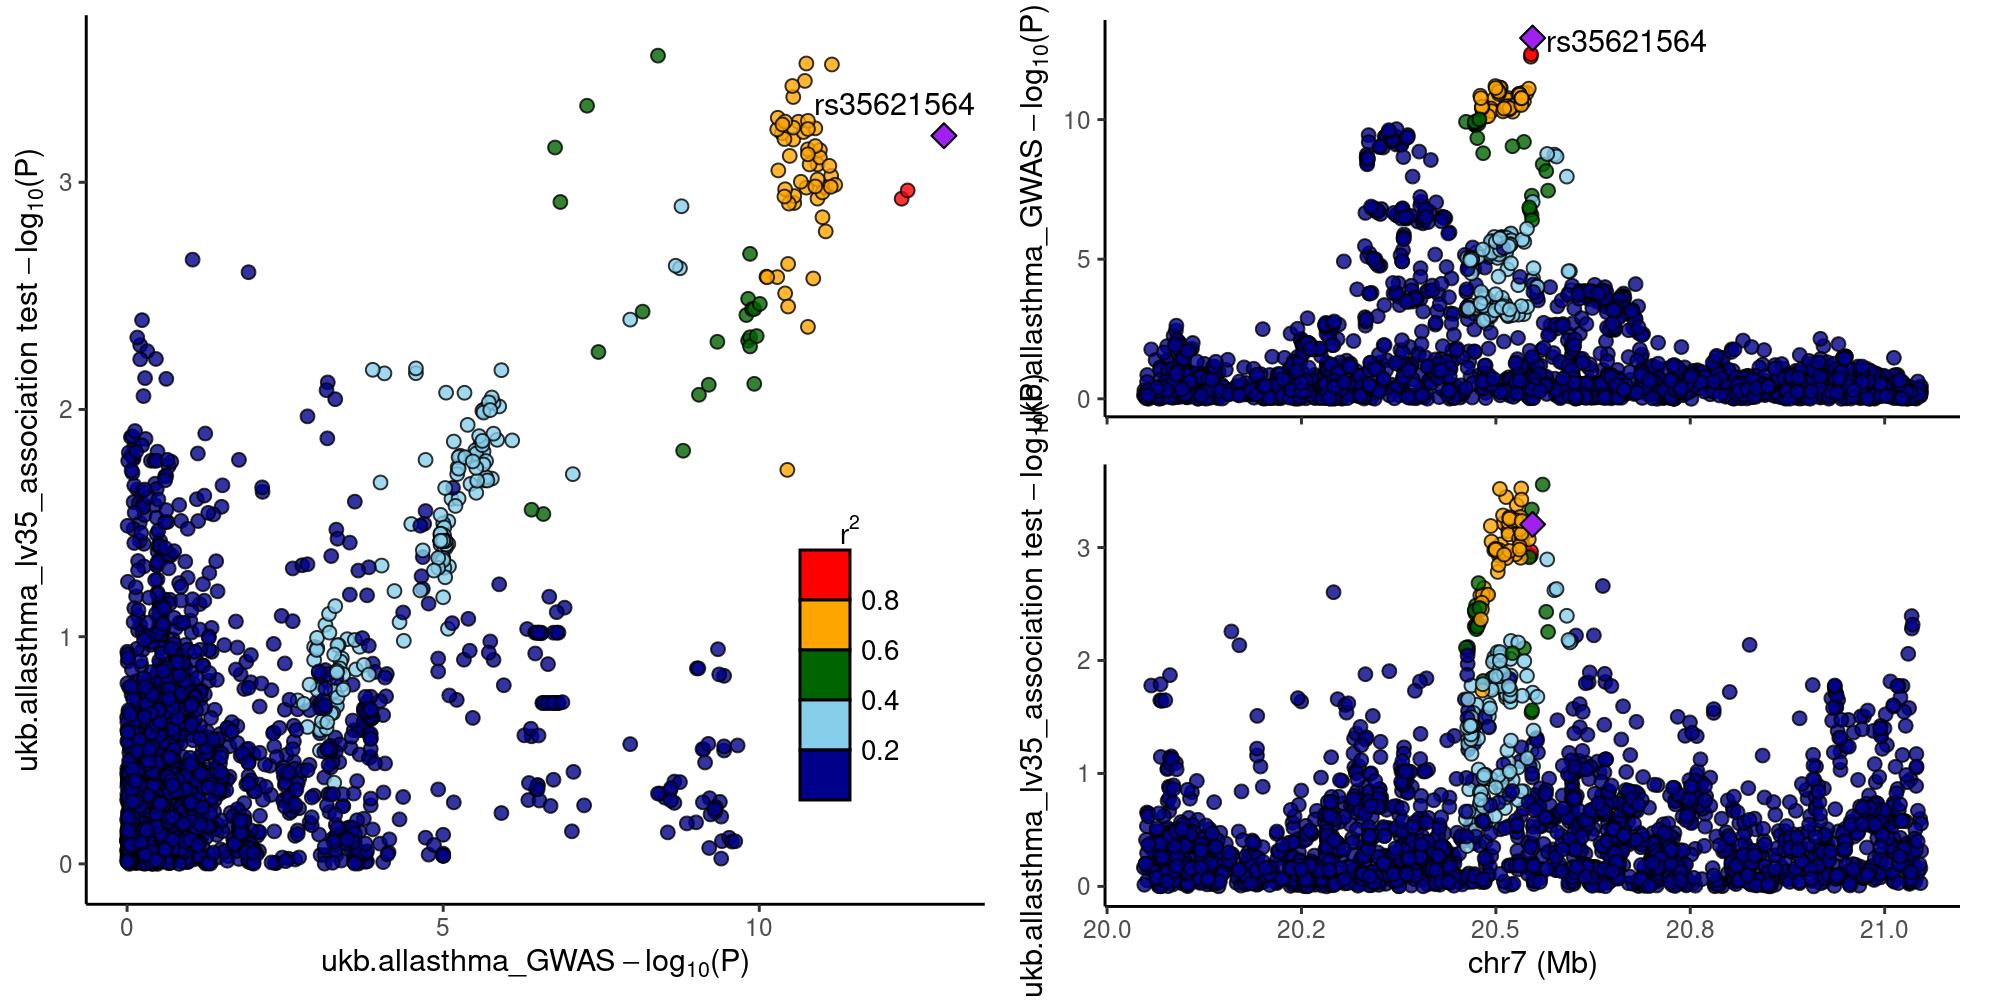 ukb.allasthma_lv35_association test −log10(P)
3
2
1
0
rs35621564
r2
0.8
0.6
0.4
0.2
0
5
10
ukb.allasthma_GWAS −log10(P)
ukb.allasthma_GWAS −log10(P)
10
5
0
rs35621564
ukb.allasthma_lv35_association test −log10(P)
3
2
1
0
20.0
20.2
20.5
20.8
21.0
chr7 (Mb)